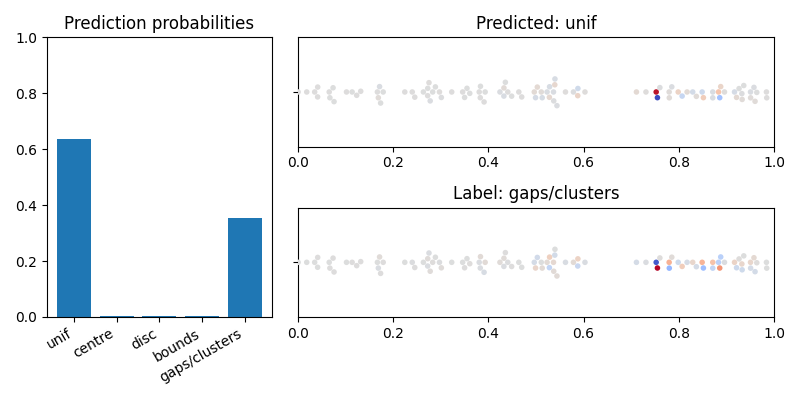 Prediction probabilities
1.0
0.8
0.6
0.4
0.2
0.0
unif
centre
disc
bounds
gaps/clusters
Predicted: unif
0.0 0.2 0.4 0.6 0.8 1.0
Label: gaps/clusters
0.0 0.2 0.4 0.6 0.8 1.0